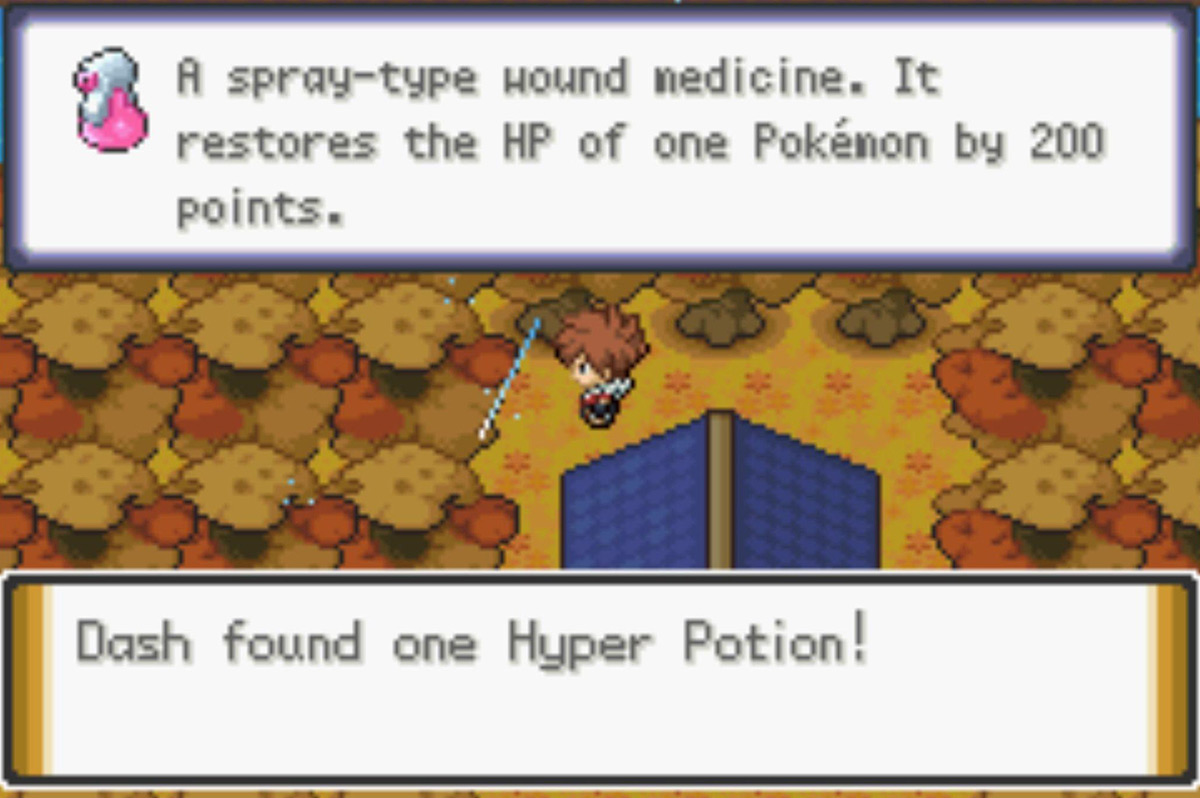 A spray-type wound medicine. It
restores the HP of one Pokémon by 200
points.
Dash found one Hyper Potion!